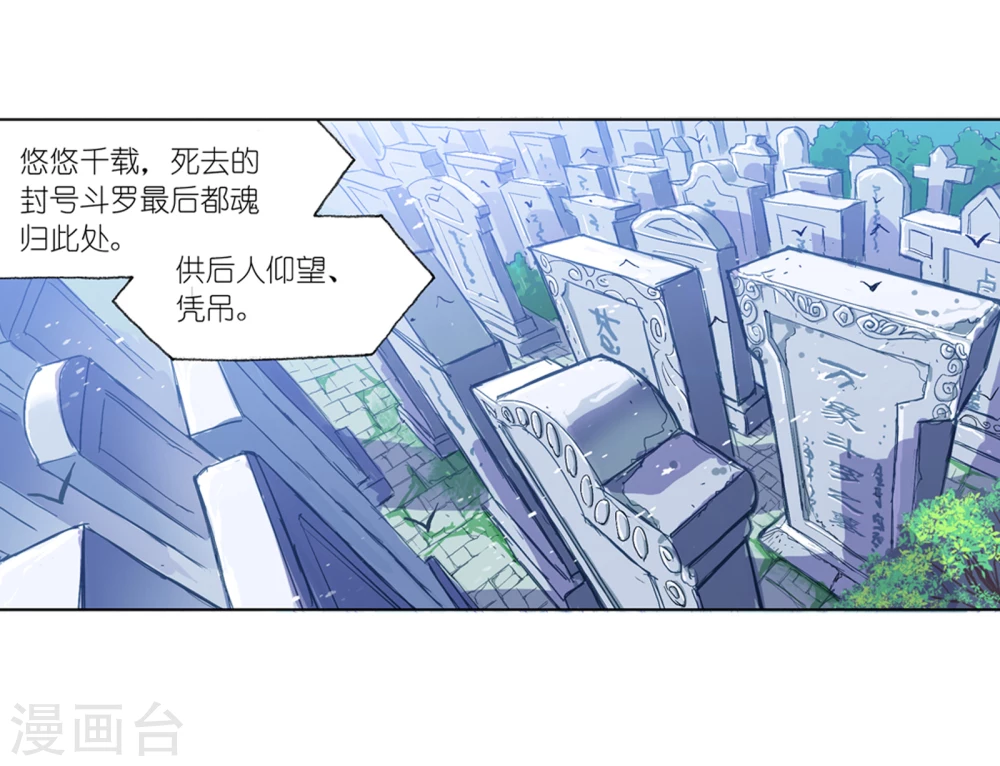 悠悠千载，死去的
封号斗罗最后都魂
归此处。
供后人仰望、
凭吊。
漫画台